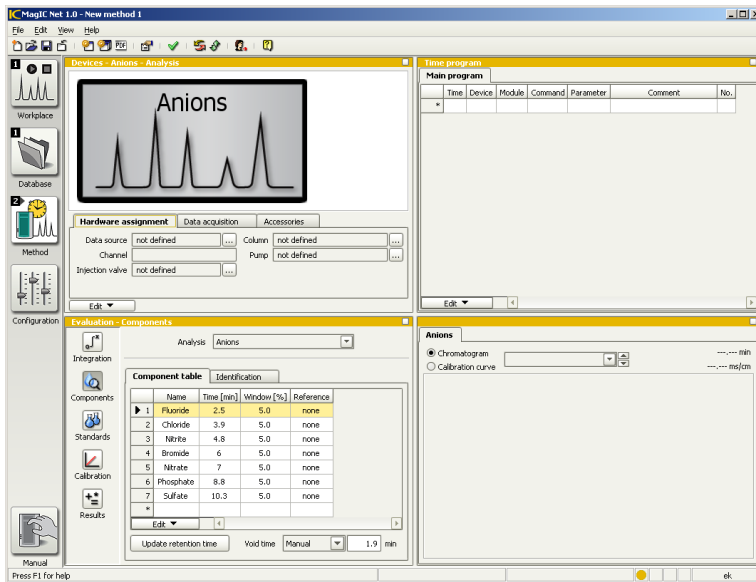 MagIC Net 1.0 - New method 1
File Edit View Help
PDF
Devices - Anions - Analysis
Anions
Hardware assignment Data acquisition Accessories
Data source not defined ... Column not defined ...
Channel Pump not defined ...
Injection valve not defined ...
Edit
Time program
Main program
Time Device Module Command Parameter Comment No.
*
Edit
1
Workplace
1
Database
2
Method
Configuration
Manual
Evaluation - Components
Integration
Components
Standards
Calibration
Results
Analysis Anions
Component table Identification
Name Time [min] Window [%] Reference
1 Fluoride 2.5 5.0 none
2 Chloride 3.9 5.0 none
3 Nitrite 4.8 5.0 none
4 Bromide 6 5.0 none
5 Nitrate 7 5.0 none
6 Phosphate 8.8 5.0 none
7 Sulfate 10.3 5.0 none
*
Edit
Update retention time Void time Manual 1.9 min
Anions
Chromatogram ---.--- min
Calibration curve ---.--- ms/cm
Press F1 for help ek